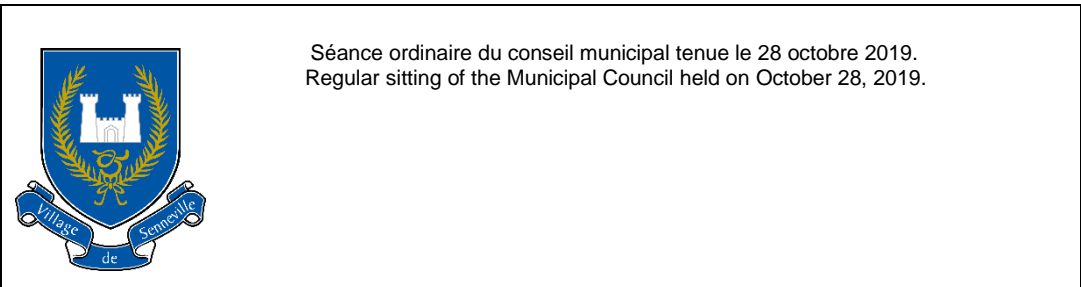 Séance ordinaire du conseil municipal tenue le 28 octobre 2019.
Regular sitting of the Municipal Council held on October 28, 2019.
Village
de
Senneville